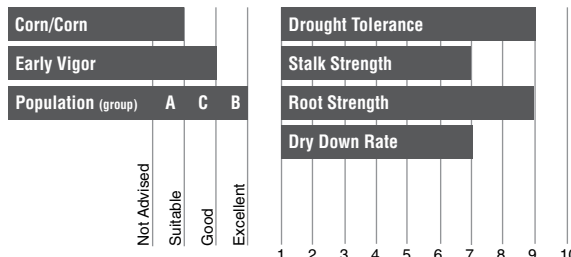 Corn/Corn
Early Vigor
Population (group) A C B
Not Advised
Suitable
Good
Excellent
Drought Tolerance
Stalk Strength
Root Strength
Dry Down Rate
1 2 3 4 5 6 7 8 9 10